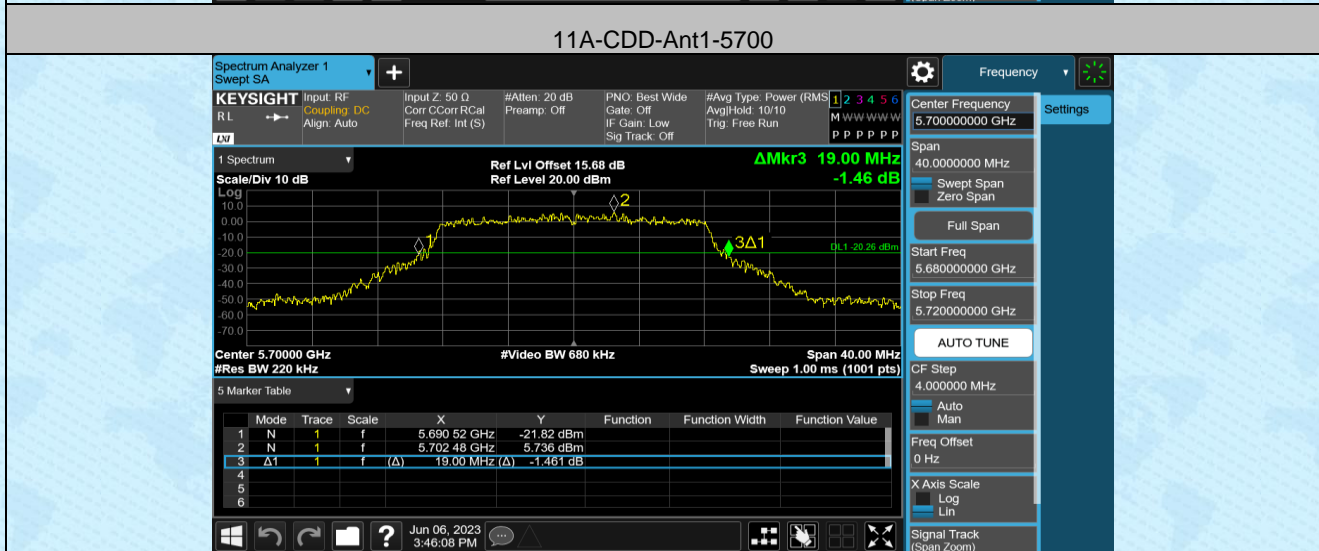 (Span Zoom)
11A-CDD-Ant1-5700
Spectrum Analyzer 1
Swept SA
Frequency
KEYSIGHT
R L
LXI
Input: RF
Coupling: DC
Align: Auto
Input Z: 50 Ω
Corr CCorr RCal
Freq Ref: Int (S)
#Atten: 20 dB
Preamp: Off
PNO: Best Wide
Gate: Off
IF Gain: Low
Sig Track: Off
#Avg Type: Power (RMS
Avg|Hold: 10/10
Trig: Free Run
1 2 3 4 5 6
M W W W W W
P P P P P P
1 Spectrum
Scale/Div 10 dB
Ref Lvl Offset 15.68 dB
Ref Level 20.00 dBm
ΔMkr3 19.00 MHz
-1.46 dB
Log
10.0
0.00
-10.0
-20.0
-30.0
-40.0
-50.0
-60.0
-70.0
1
2
3Δ1
DL1 -20.26 dBm
Center 5.70000 GHz
#Video BW 680 kHz
Span 40.00 MHz
#Res BW 220 kHz
Sweep 1.00 ms (1001 pts)
5 Marker Table
Mode Trace Scale X Y Function Function Width Function Value
1 N 1 f 5.690 52 GHz -21.82 dBm
2 N 1 f 5.702 48 GHz 5.736 dBm
3 Δ1 1 f (Δ) 19.00 MHz (Δ) -1.461 dB
4
5
6
?
Jun 06, 2023
3:46:08 PM
Center Frequency
5.700000000 GHz
Settings
Span
40.0000000 MHz
Swept Span
Zero Span
Full Span
Start Freq
5.680000000 GHz
Stop Freq
5.720000000 GHz
AUTO TUNE
CF Step
4.000000 MHz
Auto
Man
Freq Offset
0 Hz
X Axis Scale
Log
Lin
Signal Track
(Span Zoom)